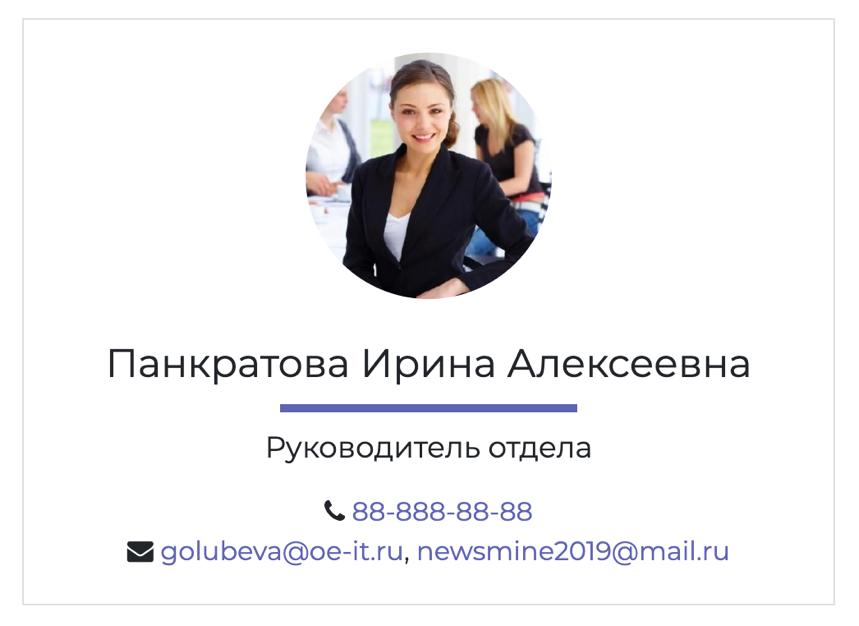 Панкратова Ирина Алексеевна
Руководитель отдела
88-888-88-88
golubeva@oe-it.ru, newsmine2019@mail.ru